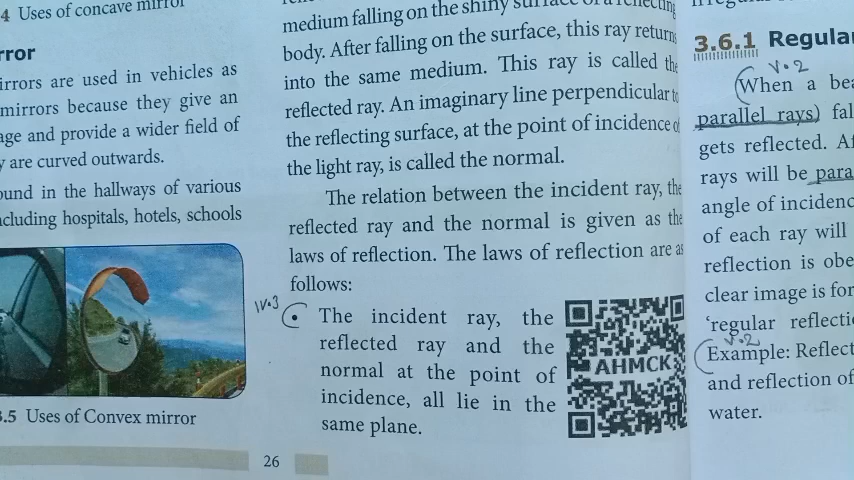 4 Uses of concave mirror
rror
irrors are used in vehicles as
mirrors because they give an
age and provide a wider field of
y are curved outwards.
ound in the hallways of various
cluding hospitals, hotels, schools
.5 Uses of Convex mirror
26
medium falling on the shiny surface of a reflecting
body. After falling on the surface, this ray returns
into the same medium. This ray is called the
reflected ray. An imaginary line perpendicular to
the reflecting surface, at the point of incidence of
the light ray, is called the normal.
The relation between the incident ray, the
reflected ray and the normal is given as the
laws of reflection. The laws of reflection are as
follows:
V.3
• The incident ray, the
reflected ray and the
normal at the point of
incidence, all lie in the
same plane.
AHMCK
3.6.1 Regular
V.2
When a bea
parallel rays) fal
gets reflected. Af
rays will be para
angle of incidenc
of each ray will
reflection is obe
clear image is for
‘regular reflectio
V.2
Example: Reflect
and reflection of
water.